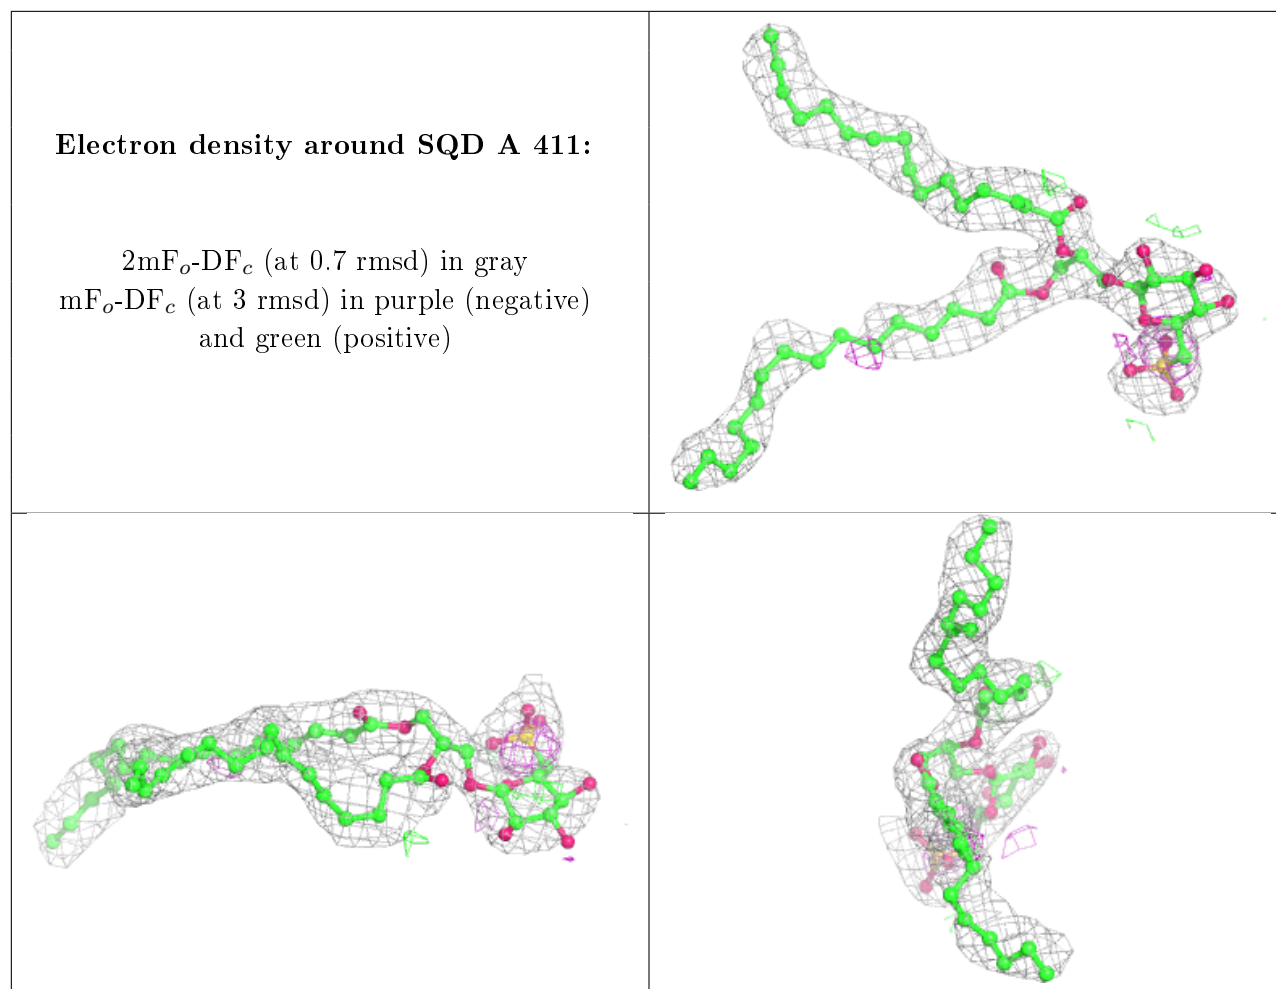 Electron density around SQD A 411:
2mFₒ-DF𝒸 (at 0.7 rmsd) in gray
mFₒ-DF𝒸 (at 3 rmsd) in purple (negative)
and green (positive)